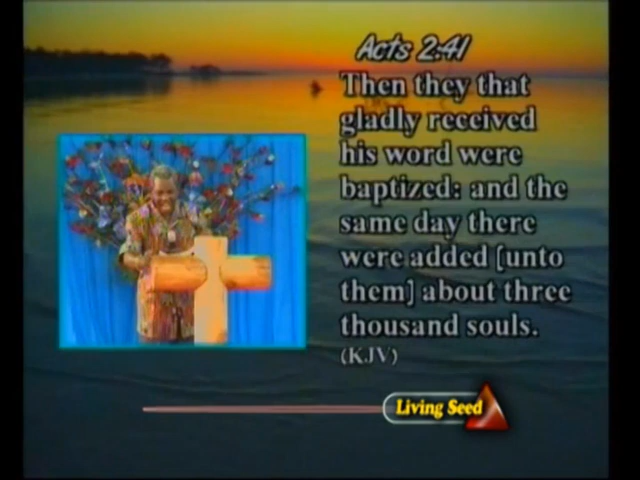 Acts 2:41
Then they that
gladly received
his word were
baptized: and the
same day there
were added [unto
them] about three
thousand souls.
(KJV)
Living Seed